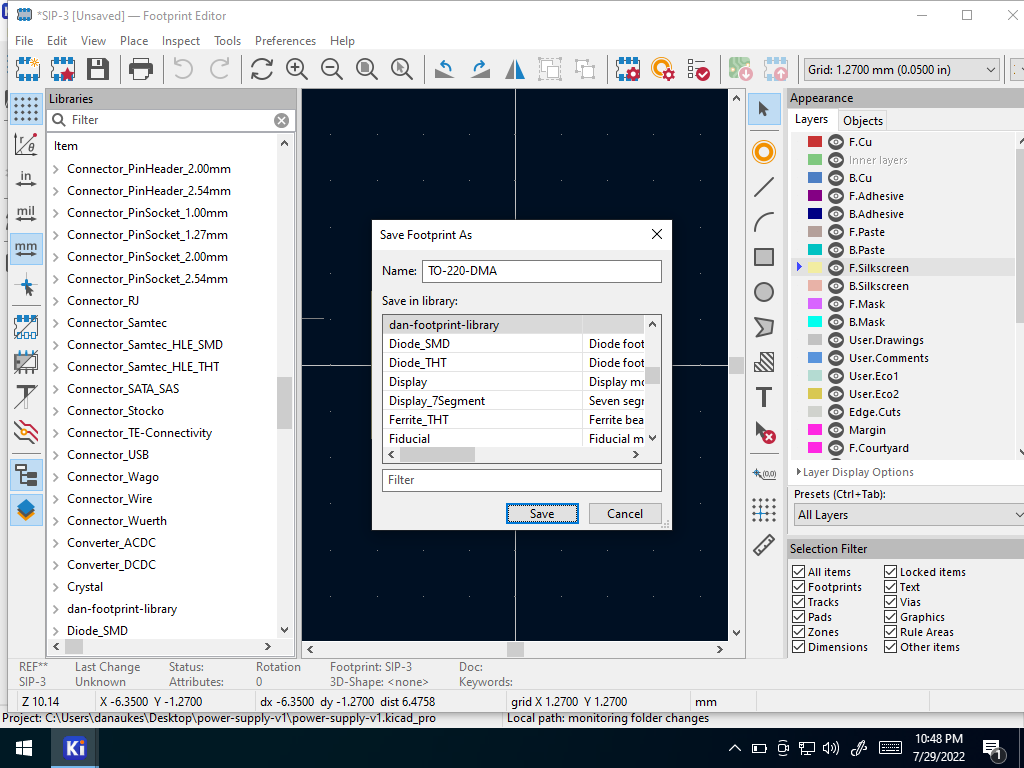 *SIP-3 [Unsaved] — Footprint Editor
File Edit View Place Inspect Tools Preferences Help
Grid: 1.2700 mm (0.0500 in)
Libraries
Filter
Item
Connector_PinHeader_2.00mm
Connector_PinHeader_2.54mm
Connector_PinSocket_1.00mm
Connector_PinSocket_1.27mm
Connector_PinSocket_2.00mm
Connector_PinSocket_2.54mm
Connector_RJ
Connector_Samtec
Connector_Samtec_HLE_SMD
Connector_Samtec_HLE_THT
Connector_SATA_SAS
Connector_Stocko
Connector_TE-Connectivity
Connector_USB
Connector_Wago
Connector_Wire
Connector_Wuerth
Converter_ACDC
Converter_DCDC
Crystal
dan-footprint-library
Diode_SMD
in
mil
mm
Save Footprint As
Name: TO-220-DMA
Save in library:
dan-footprint-library
Diode_SMD Diode foot
Diode_THT Diode foot
Display Display mo
Display_7Segment Seven segr
Ferrite_THT Ferrite bea
Fiducial Fiducial m
Filter
Save Cancel
(0,0)
Appearance
Layers Objects
F.Cu
Inner layers
B.Cu
F.Adhesive
B.Adhesive
F.Paste
B.Paste
F.Silkscreen
B.Silkscreen
F.Mask
B.Mask
User.Drawings
User.Comments
User.Eco1
User.Eco2
Edge.Cuts
Margin
F.Courtyard
Layer Display Options
Presets (Ctrl+Tab):
All Layers
Selection Filter
All items Locked items
Footprints Text
Tracks Vias
Pads Graphics
Zones Rule Areas
Dimensions Other items
REF** Last Change Status: Rotation Footprint: SIP-3 Doc:
SIP-3 Unknown Attributes: 0 3D-Shape: <none> Keywords:
Z 10.14 X -6.3500 Y -1.2700 dx -6.3500 dy -1.2700 dist 6.4758 grid X 1.2700 Y 1.2700 mm
Project: C:\Users\danaukes\Desktop\power-supply-v1\power-supply-v1.kicad_pro Local path: monitoring folder changes
Ki
10:48 PM
7/29/2022
1